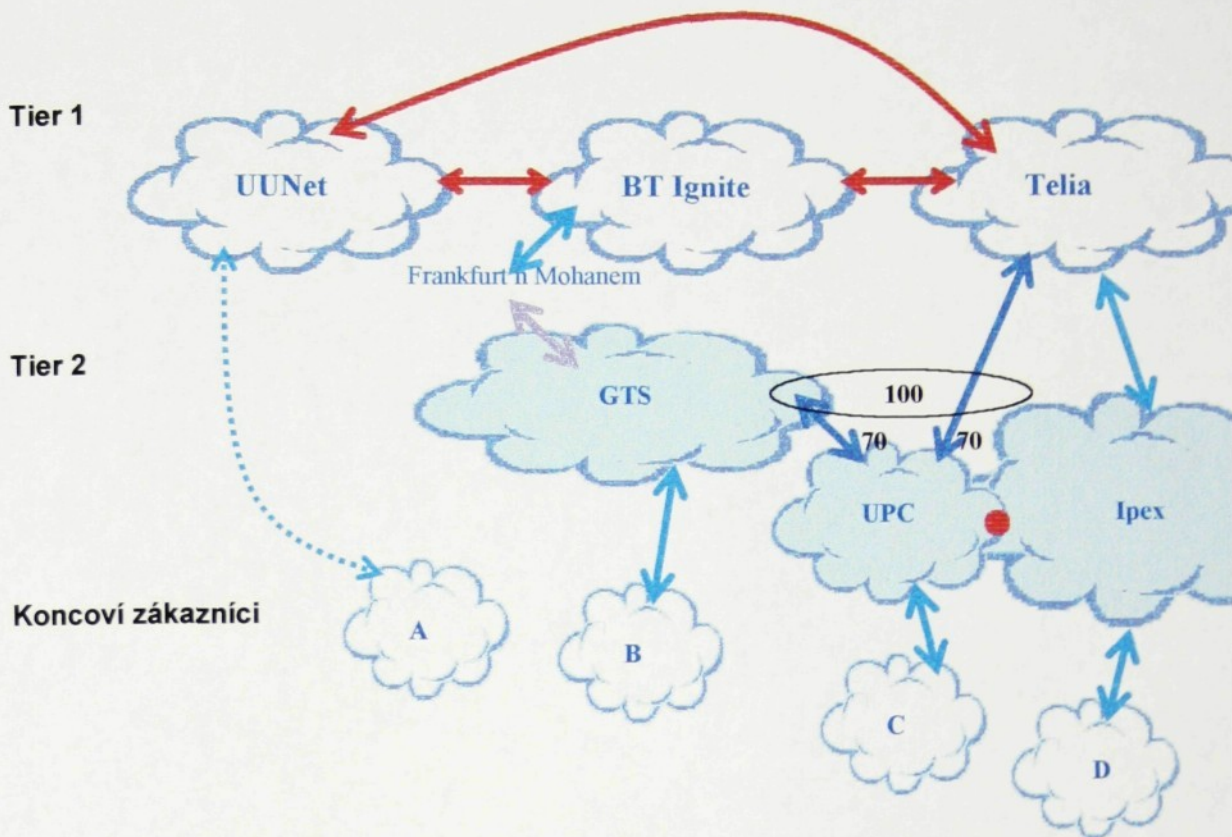 Tier 1
UUNet
BT Ignite
Telia
Frankfurt n Mohanem
Tier 2
GTS
100
70
70
UPC
Ipex
Koncoví zákazníci
A
B
C
D